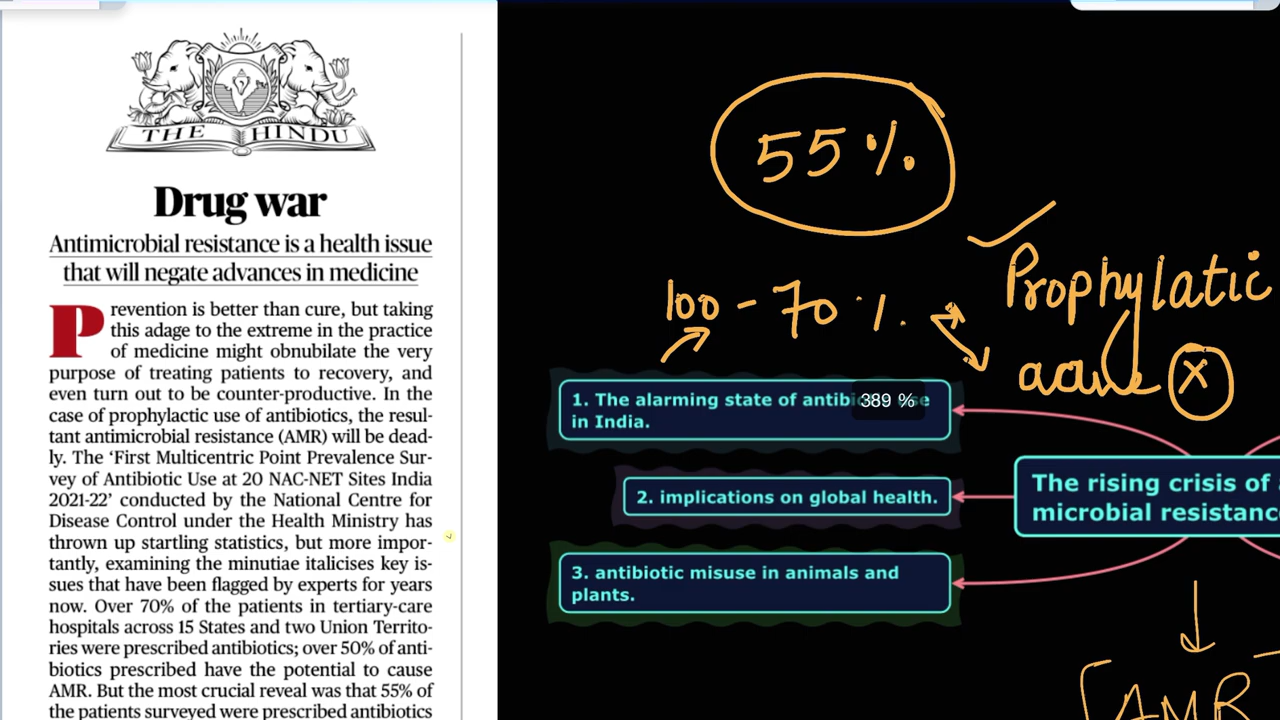 THE HINDU
Drug war
Antimicrobial resistance is a health issue
that will negate advances in medicine
Prevention is better than cure, but taking
this adage to the extreme in the practice
of medicine might obnubilate the very
purpose of treating patients to recovery, and
even turn out to be counter-productive. In the
case of prophylactic use of antibiotics, the resul-
tant antimicrobial resistance (AMR) will be dead-
ly. The ‘First Multicentric Point Prevalence Sur-
vey of Antibiotic Use at 20 NAC-NET Sites India
2021-22’ conducted by the National Centre for
Disease Control under the Health Ministry has
thrown up startling statistics, but more impor-
tantly, examining the minutiae italicises key is-
sues that have been flagged by experts for years
now. Over 70% of the patients in tertiary-care
hospitals across 15 States and two Union Territo-
ries were prescribed antibiotics; over 50% of anti-
biotics prescribed have the potential to cause
AMR. But the most crucial reveal was that 55% of
the patients surveyed were prescribed antibiotics
55%
Prophylatic
100 - 70%.
X
1. The alarming state of
in India.
389 %
2. implications on global health.
3. antibiotic misuse in animals and
plants.
The rising crisis of
microbial
[AMR]